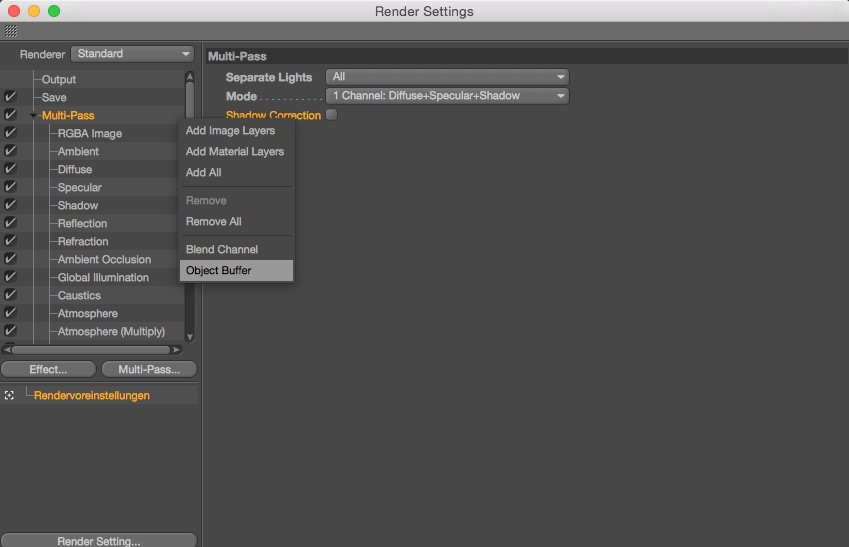 Render Settings
Renderer Standard
Output
Save
Multi-Pass
RGBA Image
Ambient
Diffuse
Specular
Shadow
Reflection
Refraction
Ambient Occlusion
Global Illumination
Caustics
Atmosphere
Atmosphere (Multiply)
Effect...
Multi-Pass...
Rendervoreinstellungen
Render Setting...
Multi-Pass
Separate Lights All
Mode 1 Channel: Diffuse+Specular+Shadow
Shadow Correction
Add Image Layers
Add Material Layers
Add All
Remove
Remove All
Blend Channel
Object Buffer